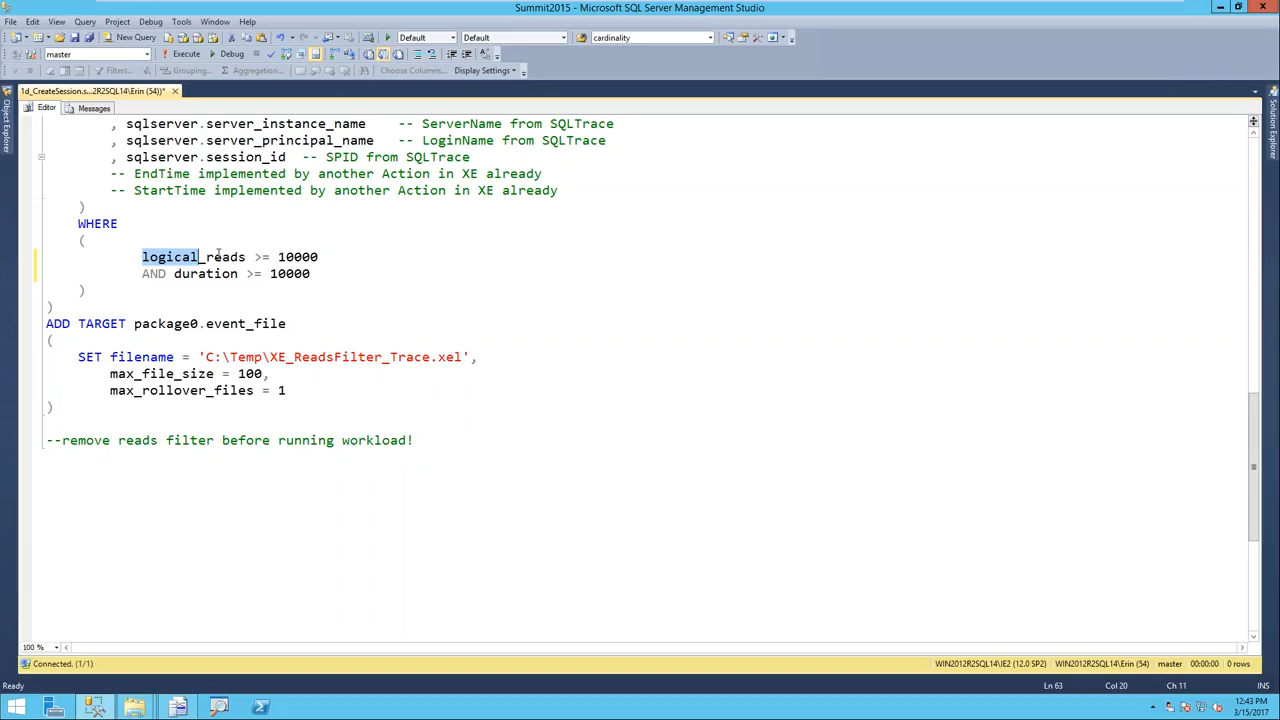 Summit2015 - Microsoft SQL Server Management Studio
File Edit View Query Project Debug Tools Window Help
New Query Default Default cardinality
master Execute Debug
Filters... Grouping... Aggregation... Choose Columns... Display Settings
1d_CreateSession.s...2R2SQL14\Erin (54))*
Editor Messages
Object Explorer
Solution Explorer
, sqlserver.server_instance_name -- ServerName from SQLTrace
, sqlserver.server_principal_name -- LoginName from SQLTrace
, sqlserver.session_id -- SPID from SQLTrace
-- EndTime implemented by another Action in XE already
-- StartTime implemented by another Action in XE already
)
WHERE
(
logical_reads >= 10000
AND duration >= 10000
)
)
ADD TARGET package0.event_file
(
SET filename = 'C:\Temp\XE_ReadsFilter_Trace.xel',
max_file_size = 100,
max_rollover_files = 1
)
--remove reads filter before running workload!
100 %
Connected. (1/1) WIN2012R2SQL14\IE2 (12.0 SP2) WIN2012R2SQL14\Erin (54) master 00:00:00 0 rows
Ready Ln 63 Col 20 Ch 11 INS
12:43 PM
3/15/2017